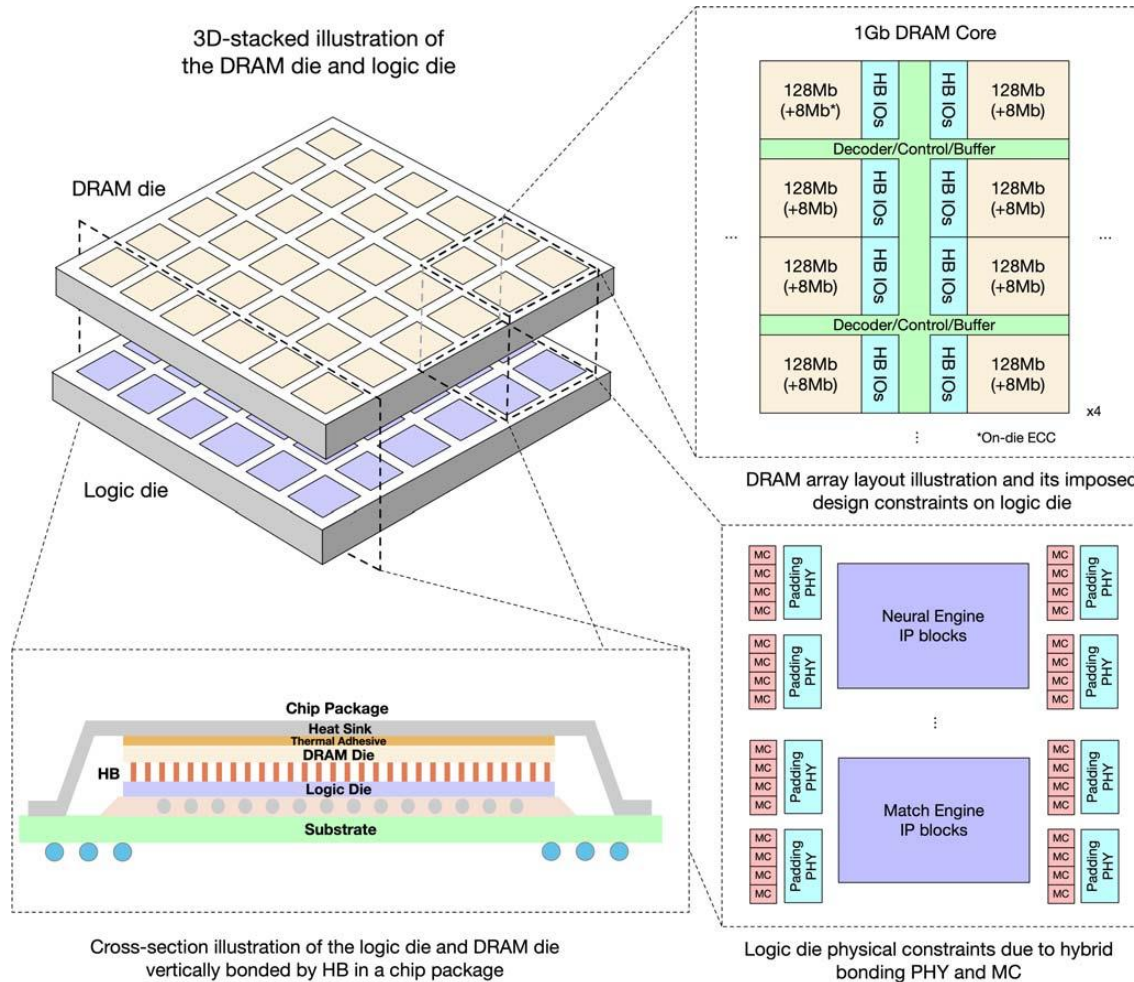 3D-stacked illustration of
the DRAM die and logic die
DRAM die
Logic die
1Gb DRAM Core
128Mb
(+8Mb*)
HB IOs
HB IOs
128Mb
(+8Mb)
Decoder/Control/Buffer
128Mb
(+8Mb)
HB IOs
HB IOs
128Mb
(+8Mb)
...
128Mb
(+8Mb)
HB IOs
HB IOs
128Mb
(+8Mb)
...
Decoder/Control/Buffer
128Mb
(+8Mb)
HB IOs
HB IOs
128Mb
(+8Mb)
x4
...
*On-die ECC
DRAM array layout illustration and its imposed
design constraints on logic die
MC
MC
MC
MC
Padding
PHY
MC
MC
MC
MC
Padding
PHY
Neural Engine
IP blocks
MC
MC
MC
MC
Padding
PHY
MC
MC
MC
MC
Padding
PHY
...
MC
MC
MC
MC
Padding
PHY
MC
MC
MC
MC
Padding
PHY
Match Engine
IP blocks
MC
MC
MC
MC
Padding
PHY
MC
MC
MC
MC
Padding
PHY
Logic die physical constraints due to hybrid
bonding PHY and MC
Chip Package
Heat Sink
Thermal Adhesive
DRAM Die
HB
Logic Die
Substrate
Cross-section illustration of the logic die and DRAM die
vertically bonded by HB in a chip package